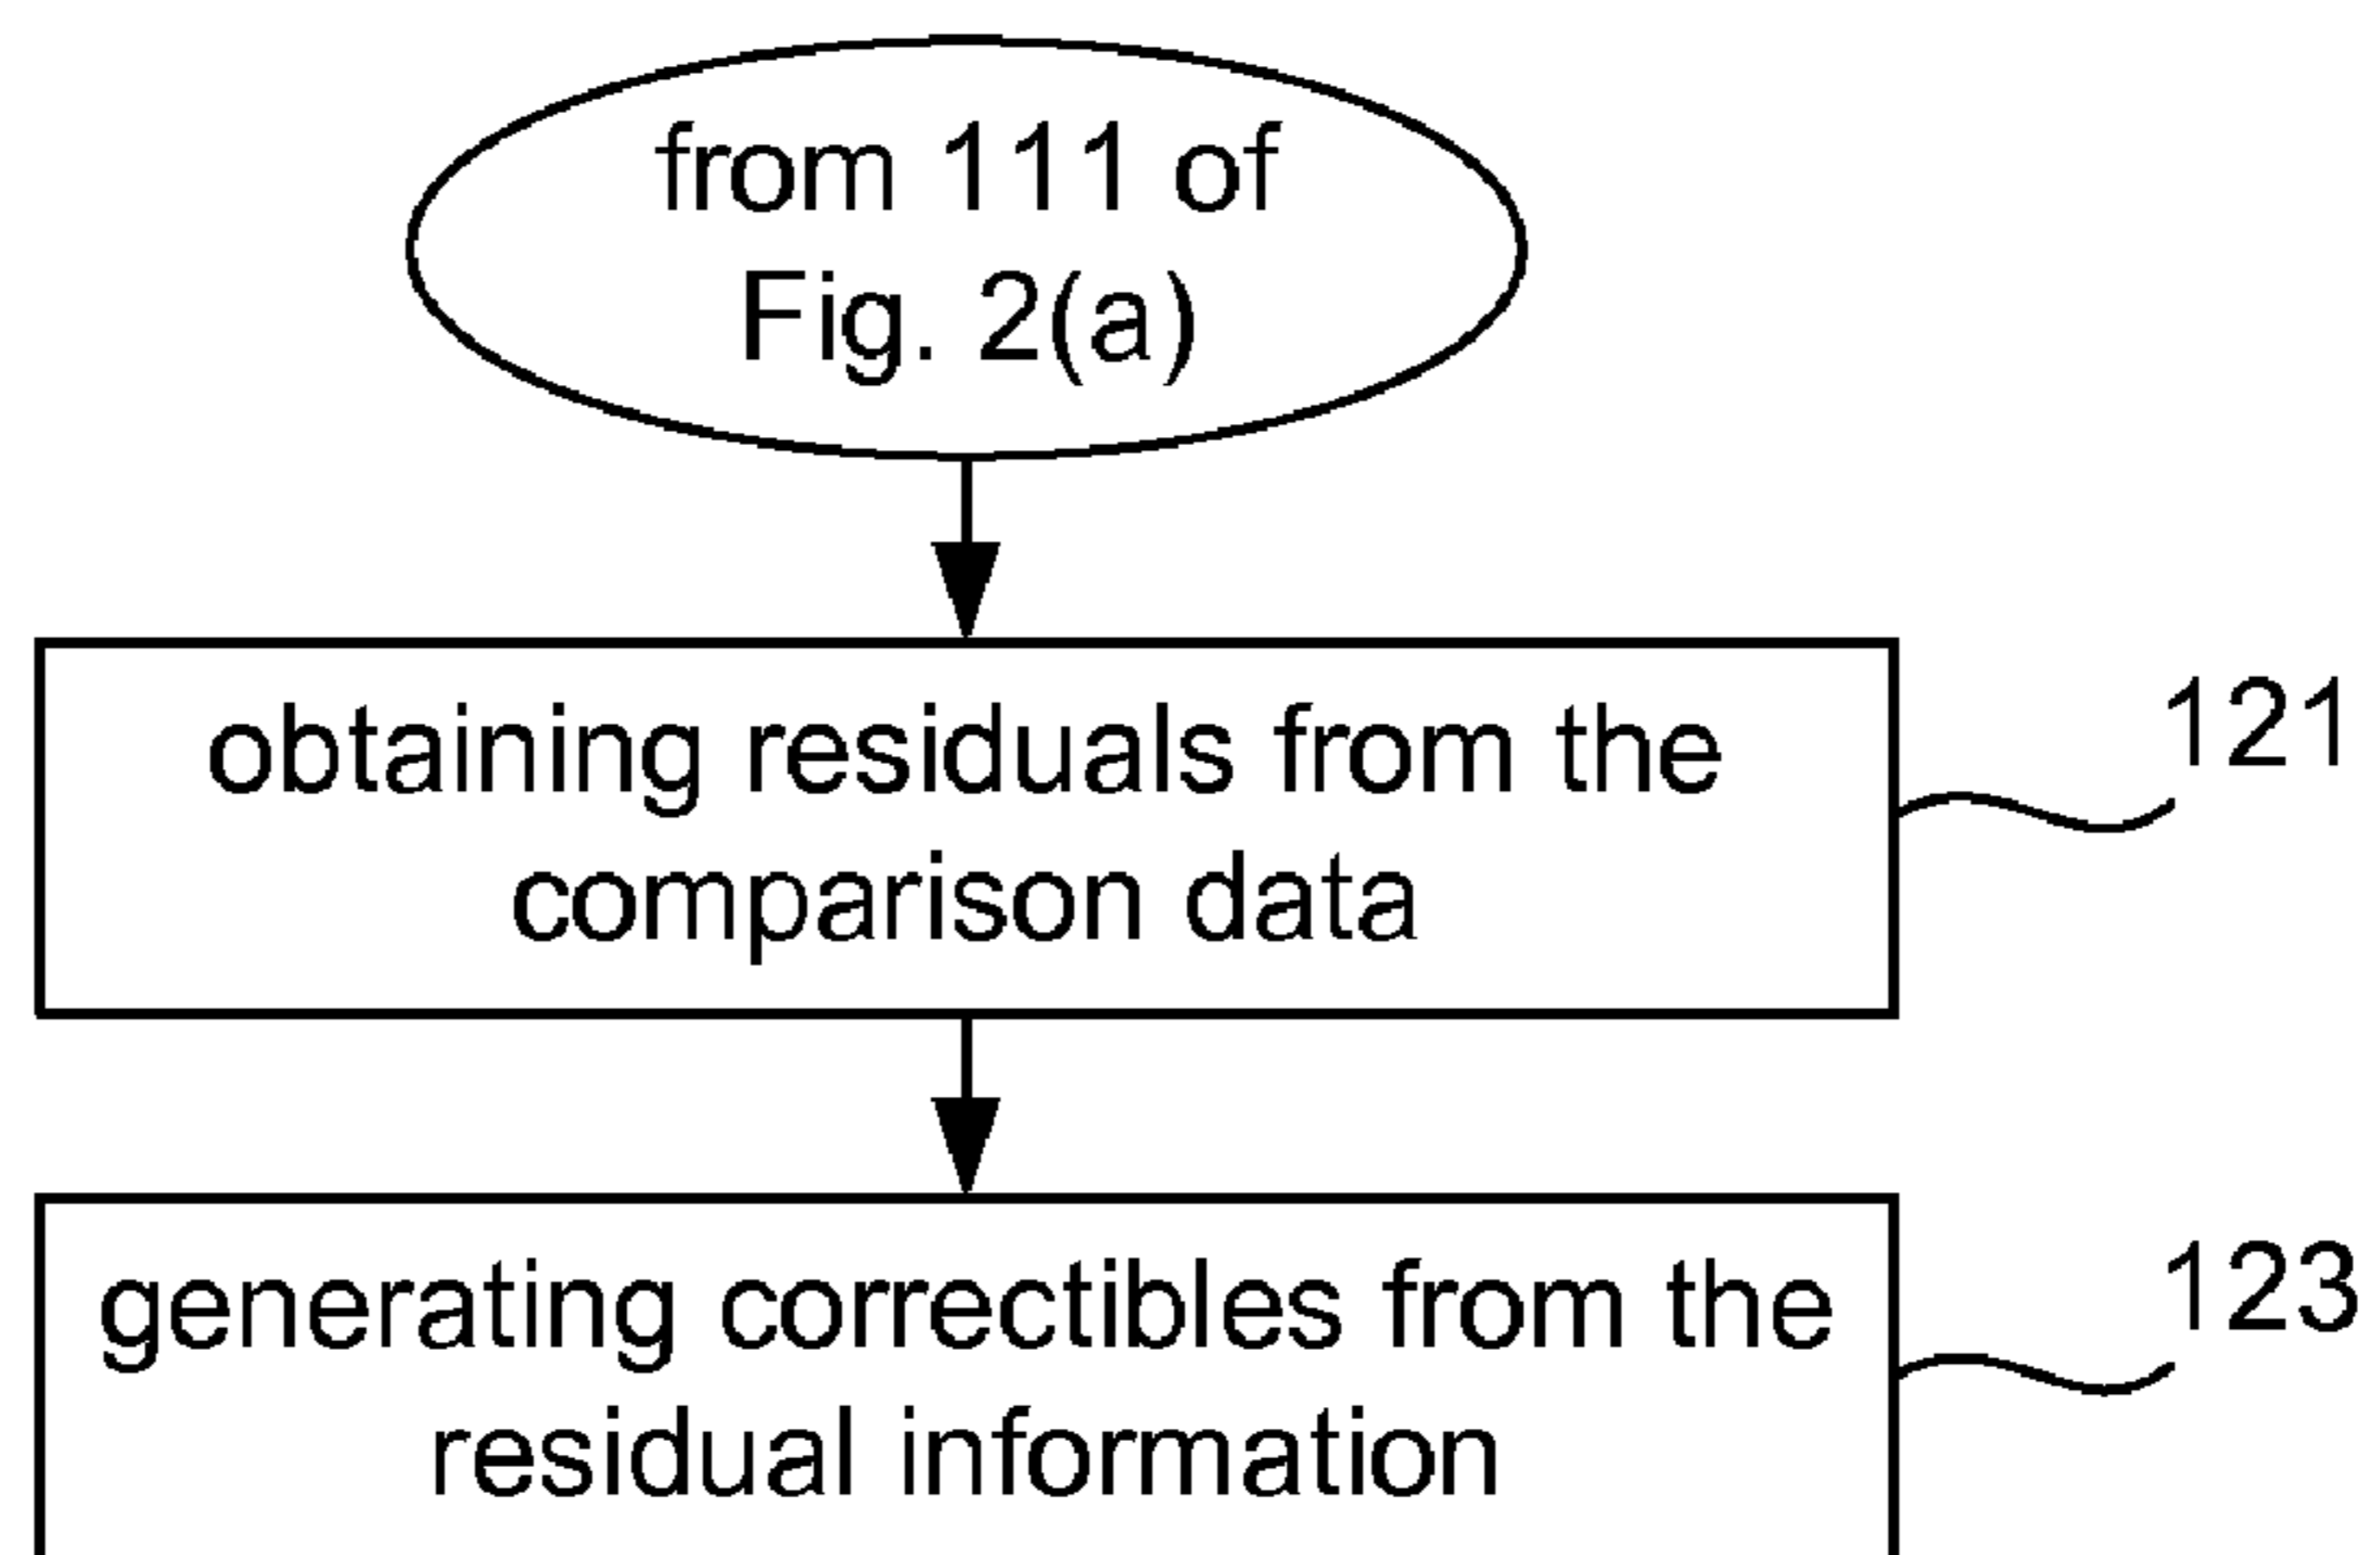 from 111 of
Fig. 2(a)
obtaining residuals from the
comparison data
121
generating correctibles from the
residual information
123